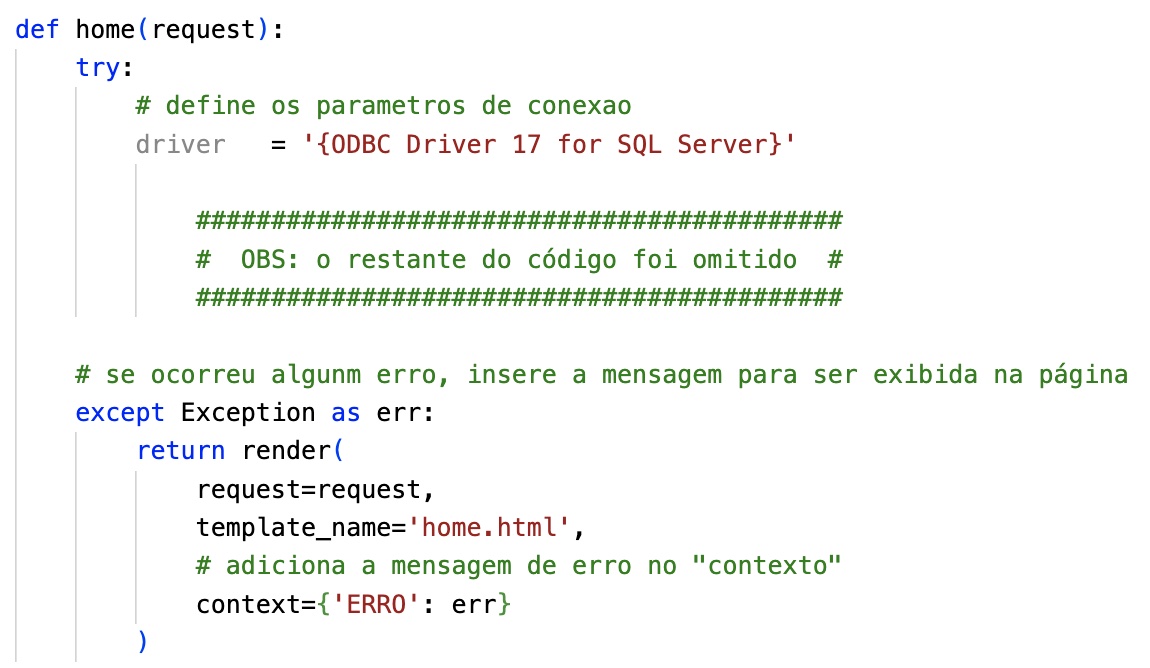 def home(request):
    try:
        # define os parametros de conexao
        driver   = '{ODBC Driver 17 for SQL Server}'
            ###########################################
            #  OBS: o restante do código foi omitido  #
            ###########################################
    # se ocorreu algunm erro, insere a mensagem para ser exibida na página
    except Exception as err:
        return render(
            request=request,
            template_name='home.html',
            # adiciona a mensagem de erro no "contexto"
            context={'ERRO': err}
        )